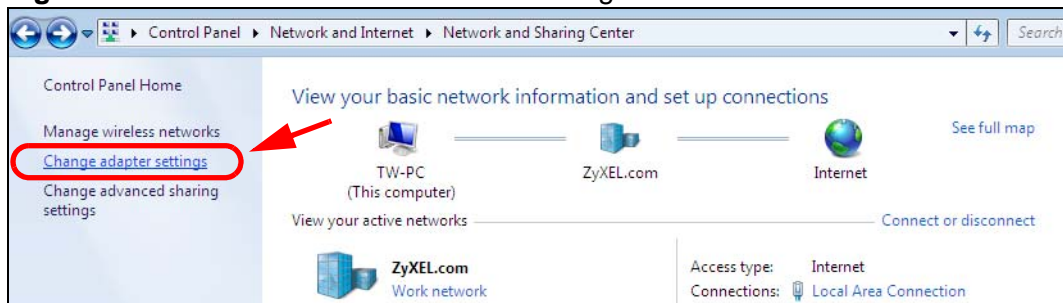 Control Panel ▸ Network and Internet ▸ Network and Sharing Center
Search
Control Panel Home
Manage wireless networks
Change adapter settings
Change advanced sharing
settings
View your basic network information and set up connections
See full map
TW-PC
(This computer)
ZyXEL.com
Internet
View your active networks
Connect or disconnect
ZyXEL.com
Work network
Access type: Internet
Connections: Local Area Connection